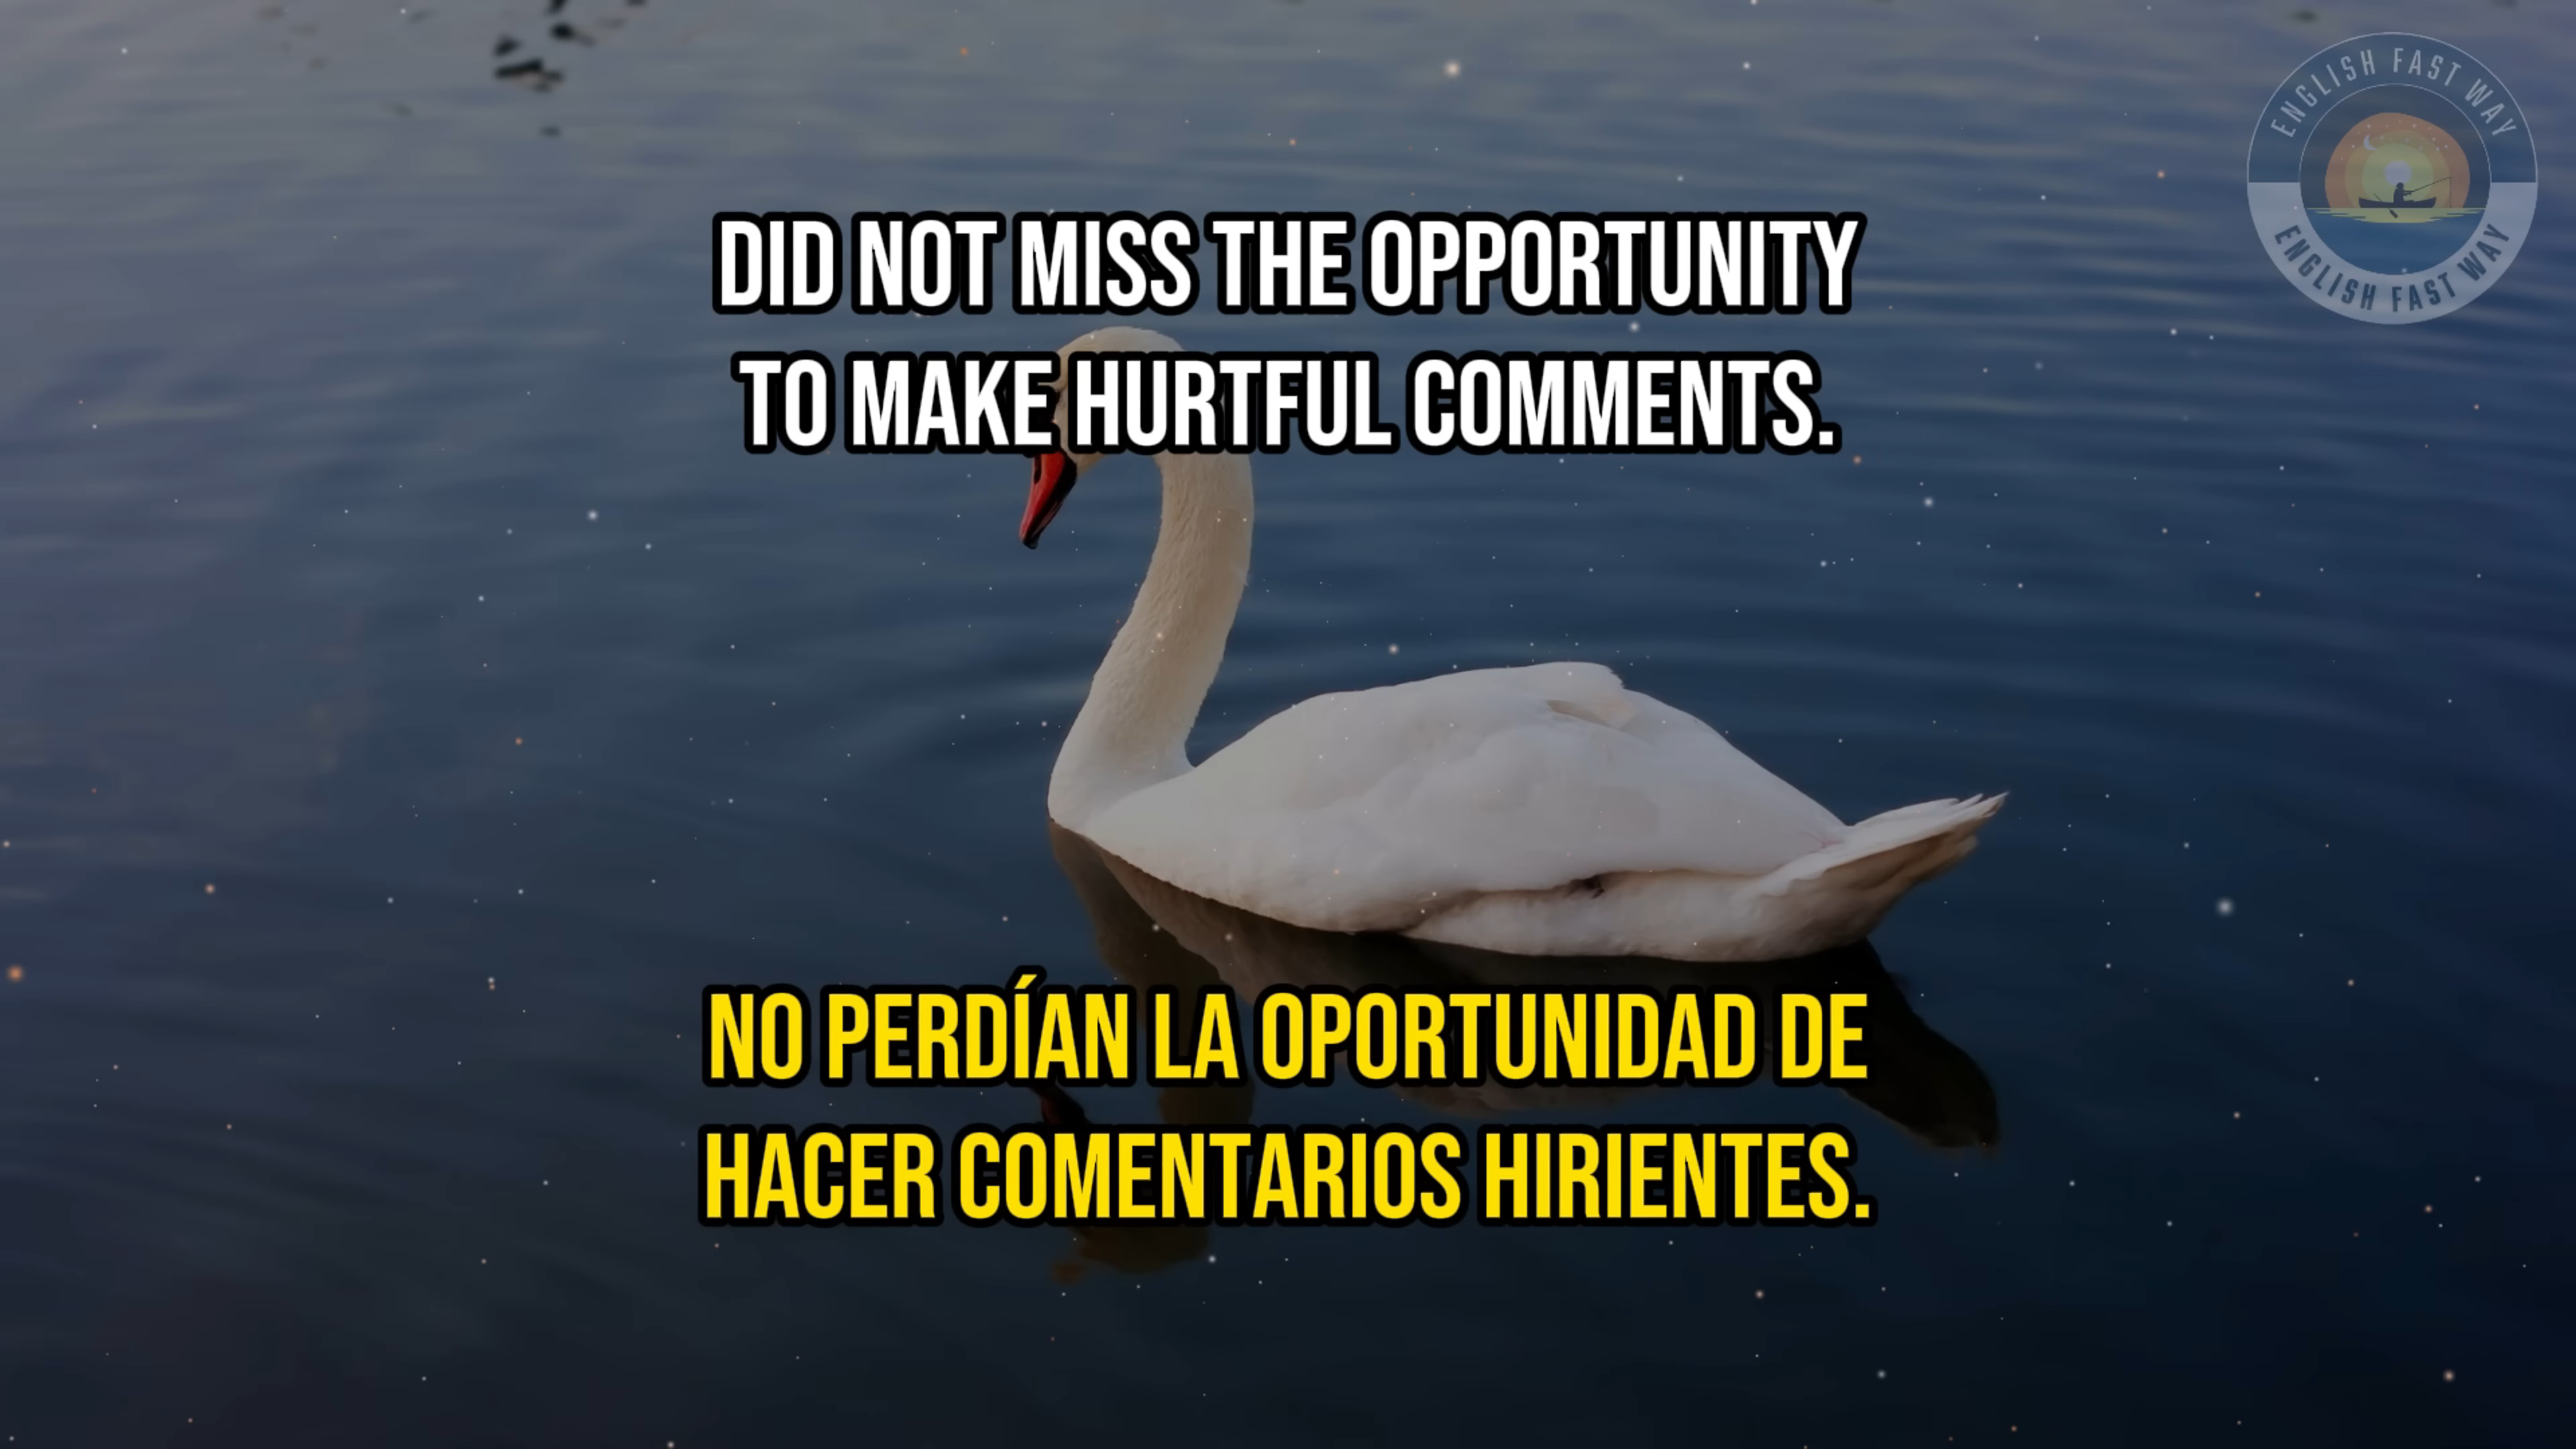 ENGLISH FAST WAY
ENGLISH FAST WAY
DID NOT MISS THE OPPORTUNITY
TO MAKE HURTFUL COMMENTS.
NO PERDÍAN LA OPORTUNIDAD DE
HACER COMENTARIOS HIRIENTES.